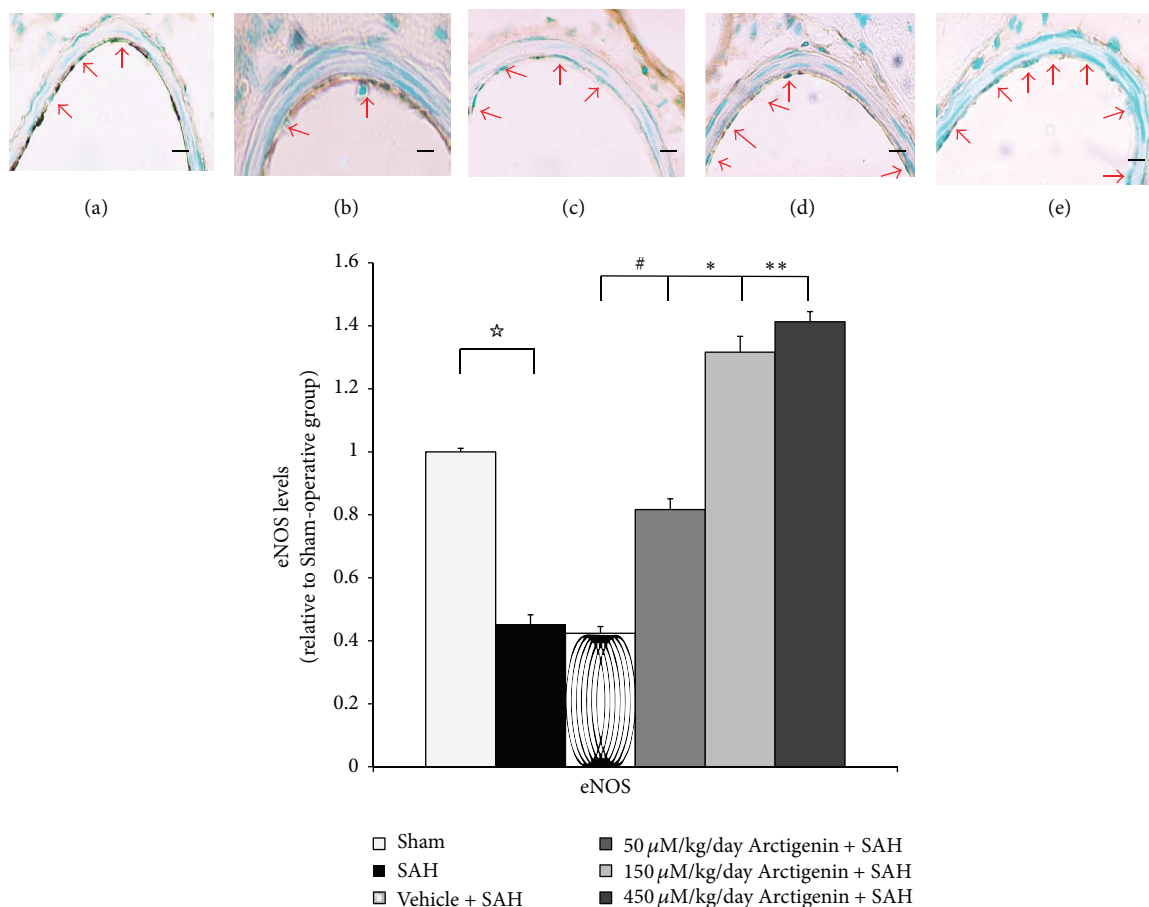 (a) (b) (c) (d) (e)
1.6
1.4
1.2
1
0.8
0.6
0.4
0.2
0
eNOS levels
(relative to Sham-operative group)
☆
#
*
**
eNOS
Sham
SAH
Vehicle + SAH
50 μM/kg/day Arctigenin + SAH
150 μM/kg/day Arctigenin + SAH
450 μM/kg/day Arctigenin + SAH